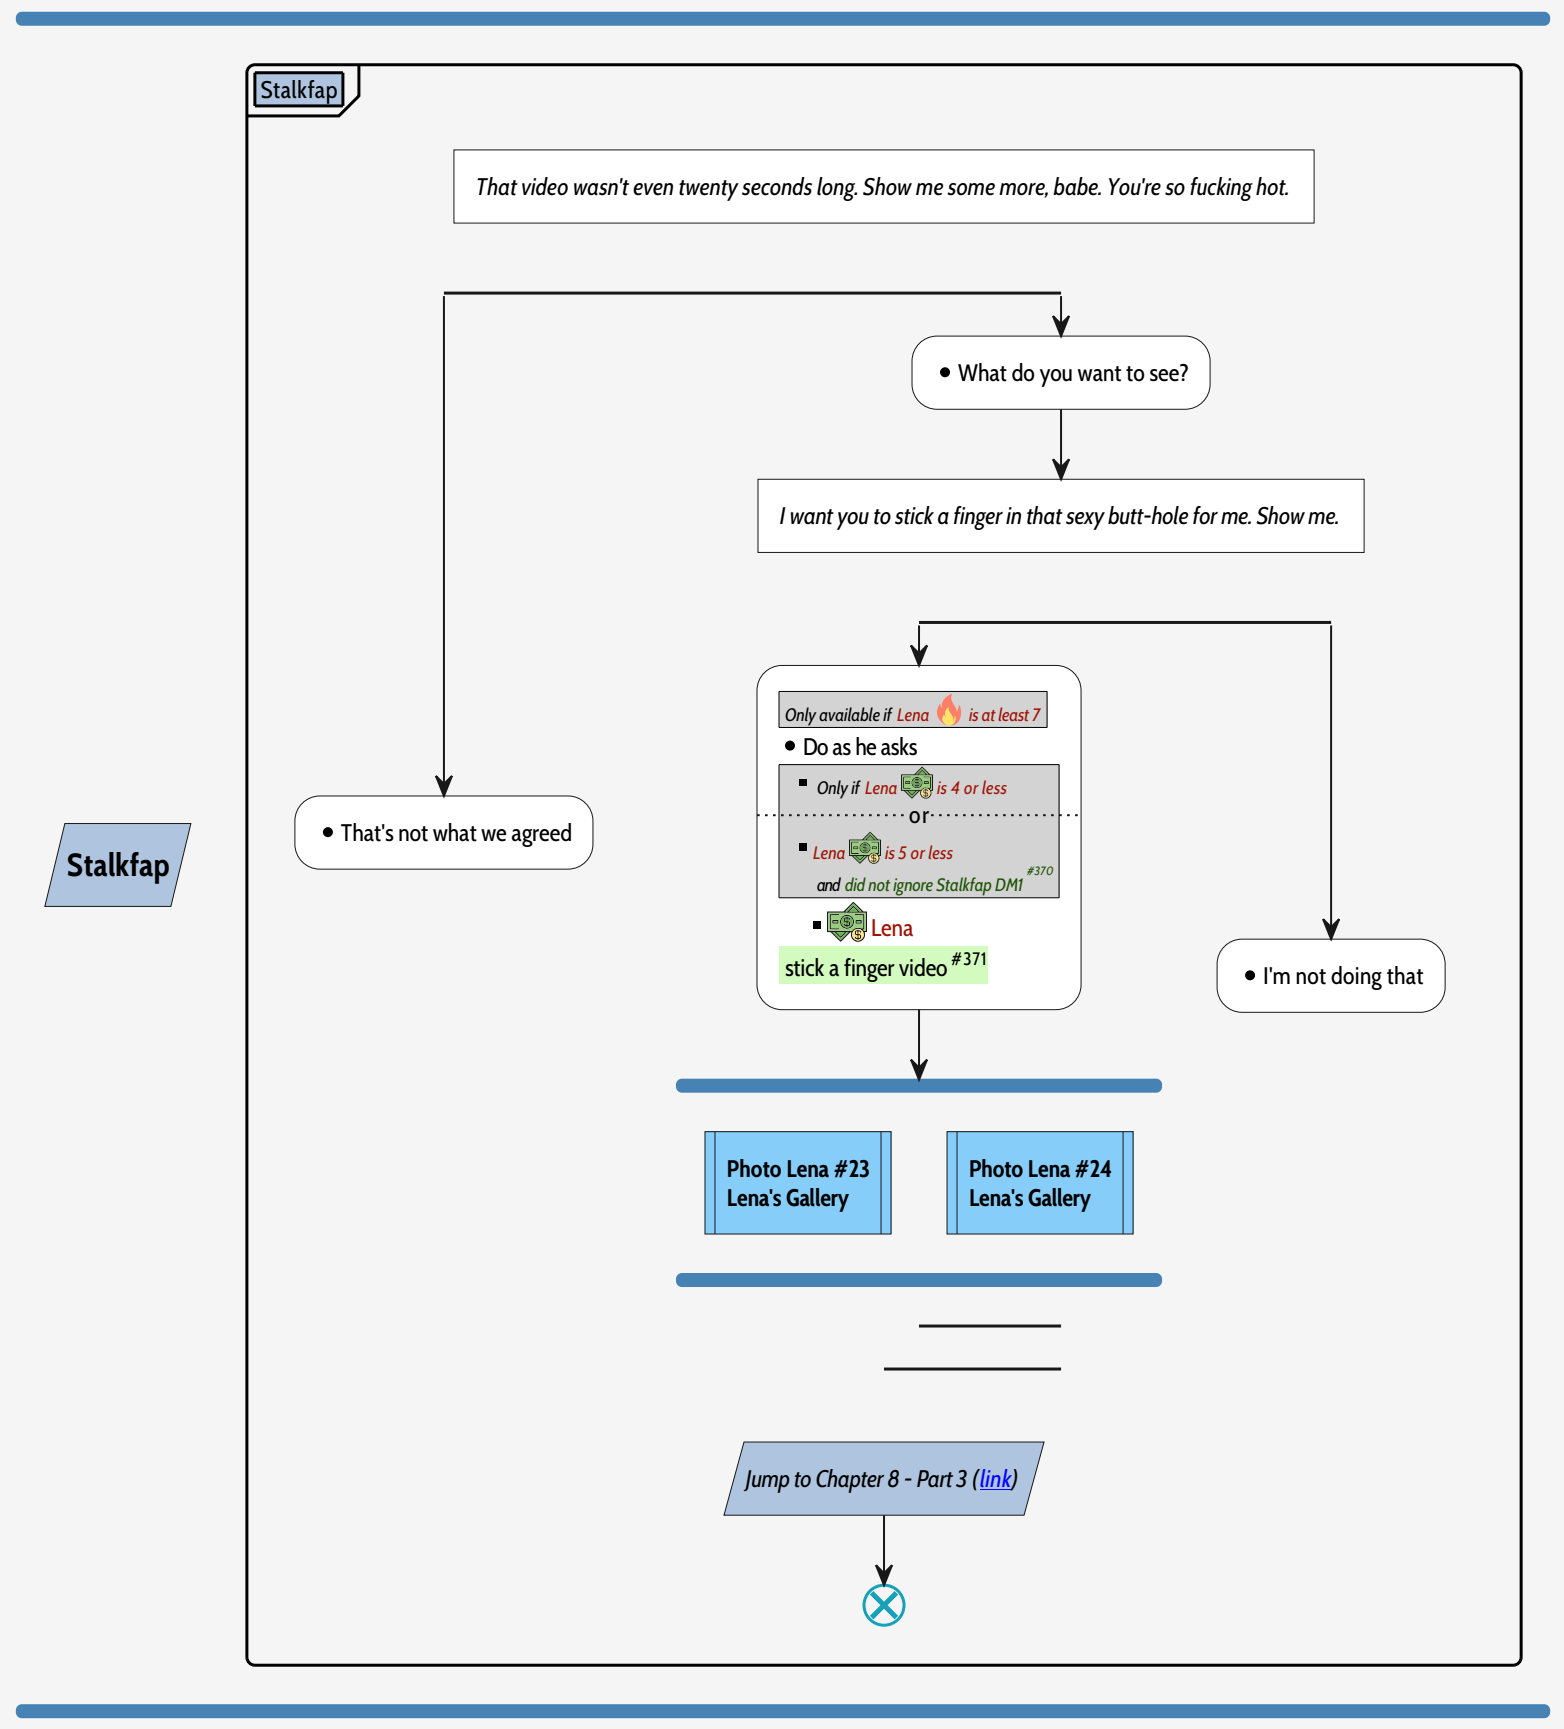 Stalkfap
That video wasn't even twenty seconds long. Show me some more, babe. You're so fucking hot.
• What do you want to see?
I want you to stick a finger in that sexy butt-hole for me. Show me.
Only available if Lena is at least 7
• Do as he asks
▪ Only if Lena is 4 or less
or
▪ Lena is 5 or less
and did not ignore Stalkfap DM1 #370
▪ Lena
stick a finger video #371
• That's not what we agreed
Stalkfap
• I'm not doing that
Photo Lena #23
Lena's Gallery
Photo Lena #24
Lena's Gallery
Jump to Chapter 8 - Part 3 (link)